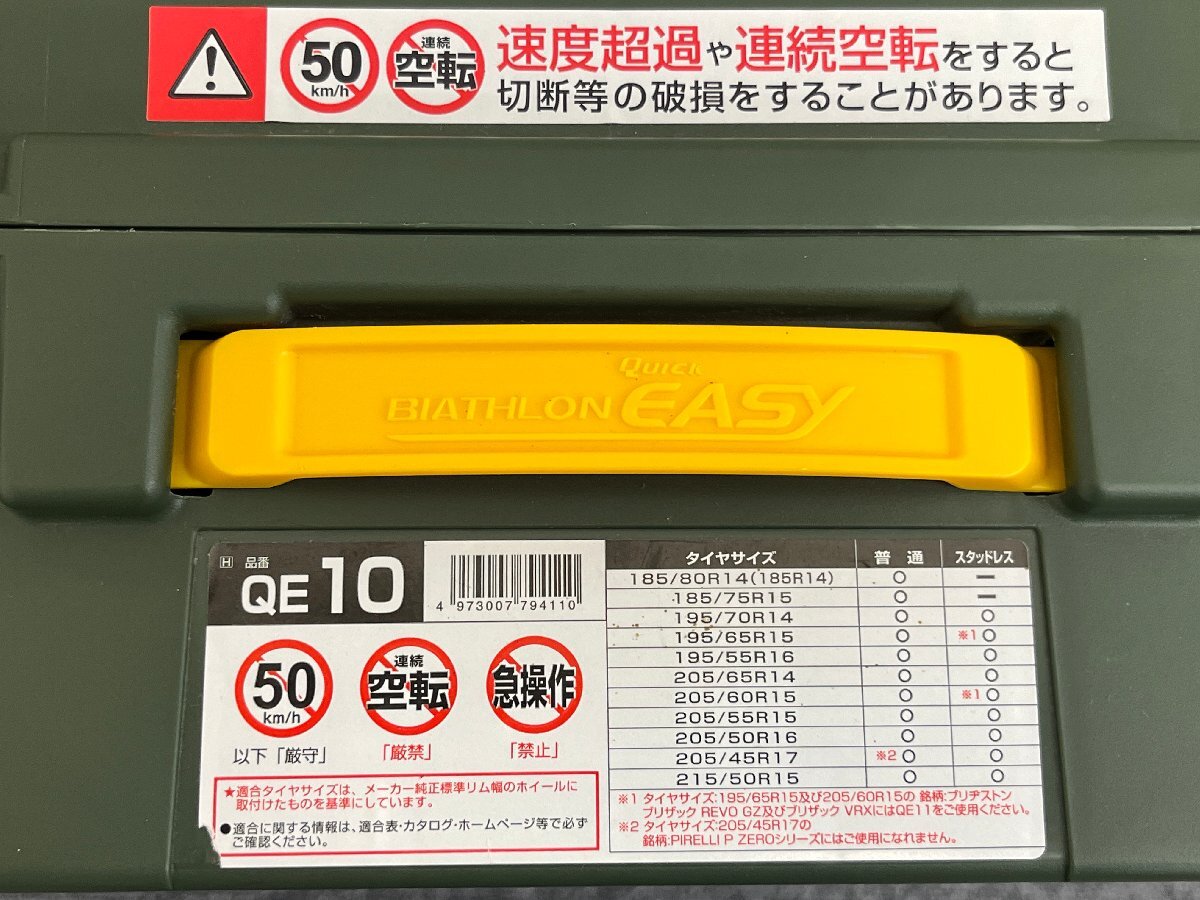 50
km/h
連続
空転
速度超過や連続空転をすると
切断等の破損をすることがあります。
Quick
BIATHLON EASY
H 品番
QE10
4 973007 794110
50
km/h
以下「厳守」
連続
空転
「厳禁」
急操作
「禁止」
★適合タイヤサイズは、メーカー純正標準リム幅のホイールに
取付けたものを基準にしています。
●適合に関する情報は、適合表・カタログ・ホームページ等で必ず
ご確認ください。
タイヤサイズ 普通 スタッドレス
185/80R14(185R14) ○ ー
185/75R15 ○ ー
195/70R14 ○ ○
195/65R15 ○ ※1 ○
195/55R16 ○ ○
205/65R14 ○ ○
205/60R15 ○ ※1 ○
205/55R15 ○ ○
205/50R16 ○ ○
205/45R17 ※2 ○ ○
215/50R15 ○ ○
※1 タイヤサイズ:195/65R15及び205/60R15の 銘柄:ブリヂストン
ブリザック REVO GZ及びブリザック VRXにはQE11をご使用ください。
※2 タイヤサイズ:205/45R17の
銘柄:PIRELLI P ZEROシリーズにはご使用になれません。